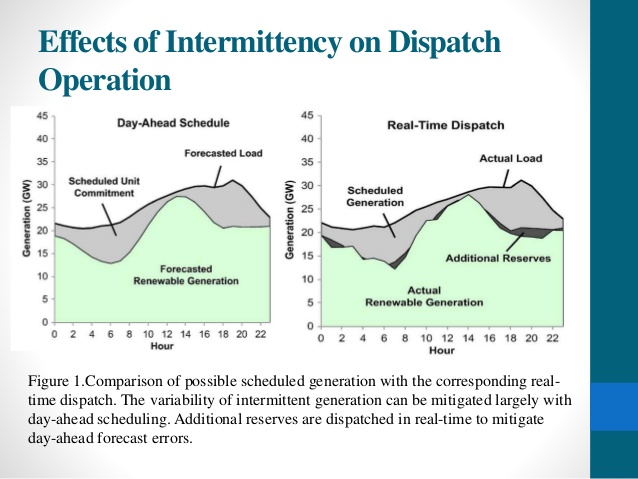 Effects of Intermittency on Dispatch
Operation
Day-Ahead Schedule
Forecasted Load
Scheduled Unit
Commitment
Forecasted
Renewable Generation
Generation (GW)
45
40
35
30
25
20
15
10
5
0
0 2 4 6 8 10 12 14 16 18 20 22
Hour
Real-Time Dispatch
Actual Load
Scheduled
Generation
Additional Reserves
Actual
Renewable Generation
Generation (GW)
45
40
35
30
25
20
15
10
5
0
0 2 4 6 8 10 12 14 16 18 20 22
Hour
Figure 1.Comparison of possible scheduled generation with the corresponding real-
time dispatch. The variability of intermittent generation can be mitigated largely with
day-ahead scheduling. Additional reserves are dispatched in real-time to mitigate
day-ahead forecast errors.